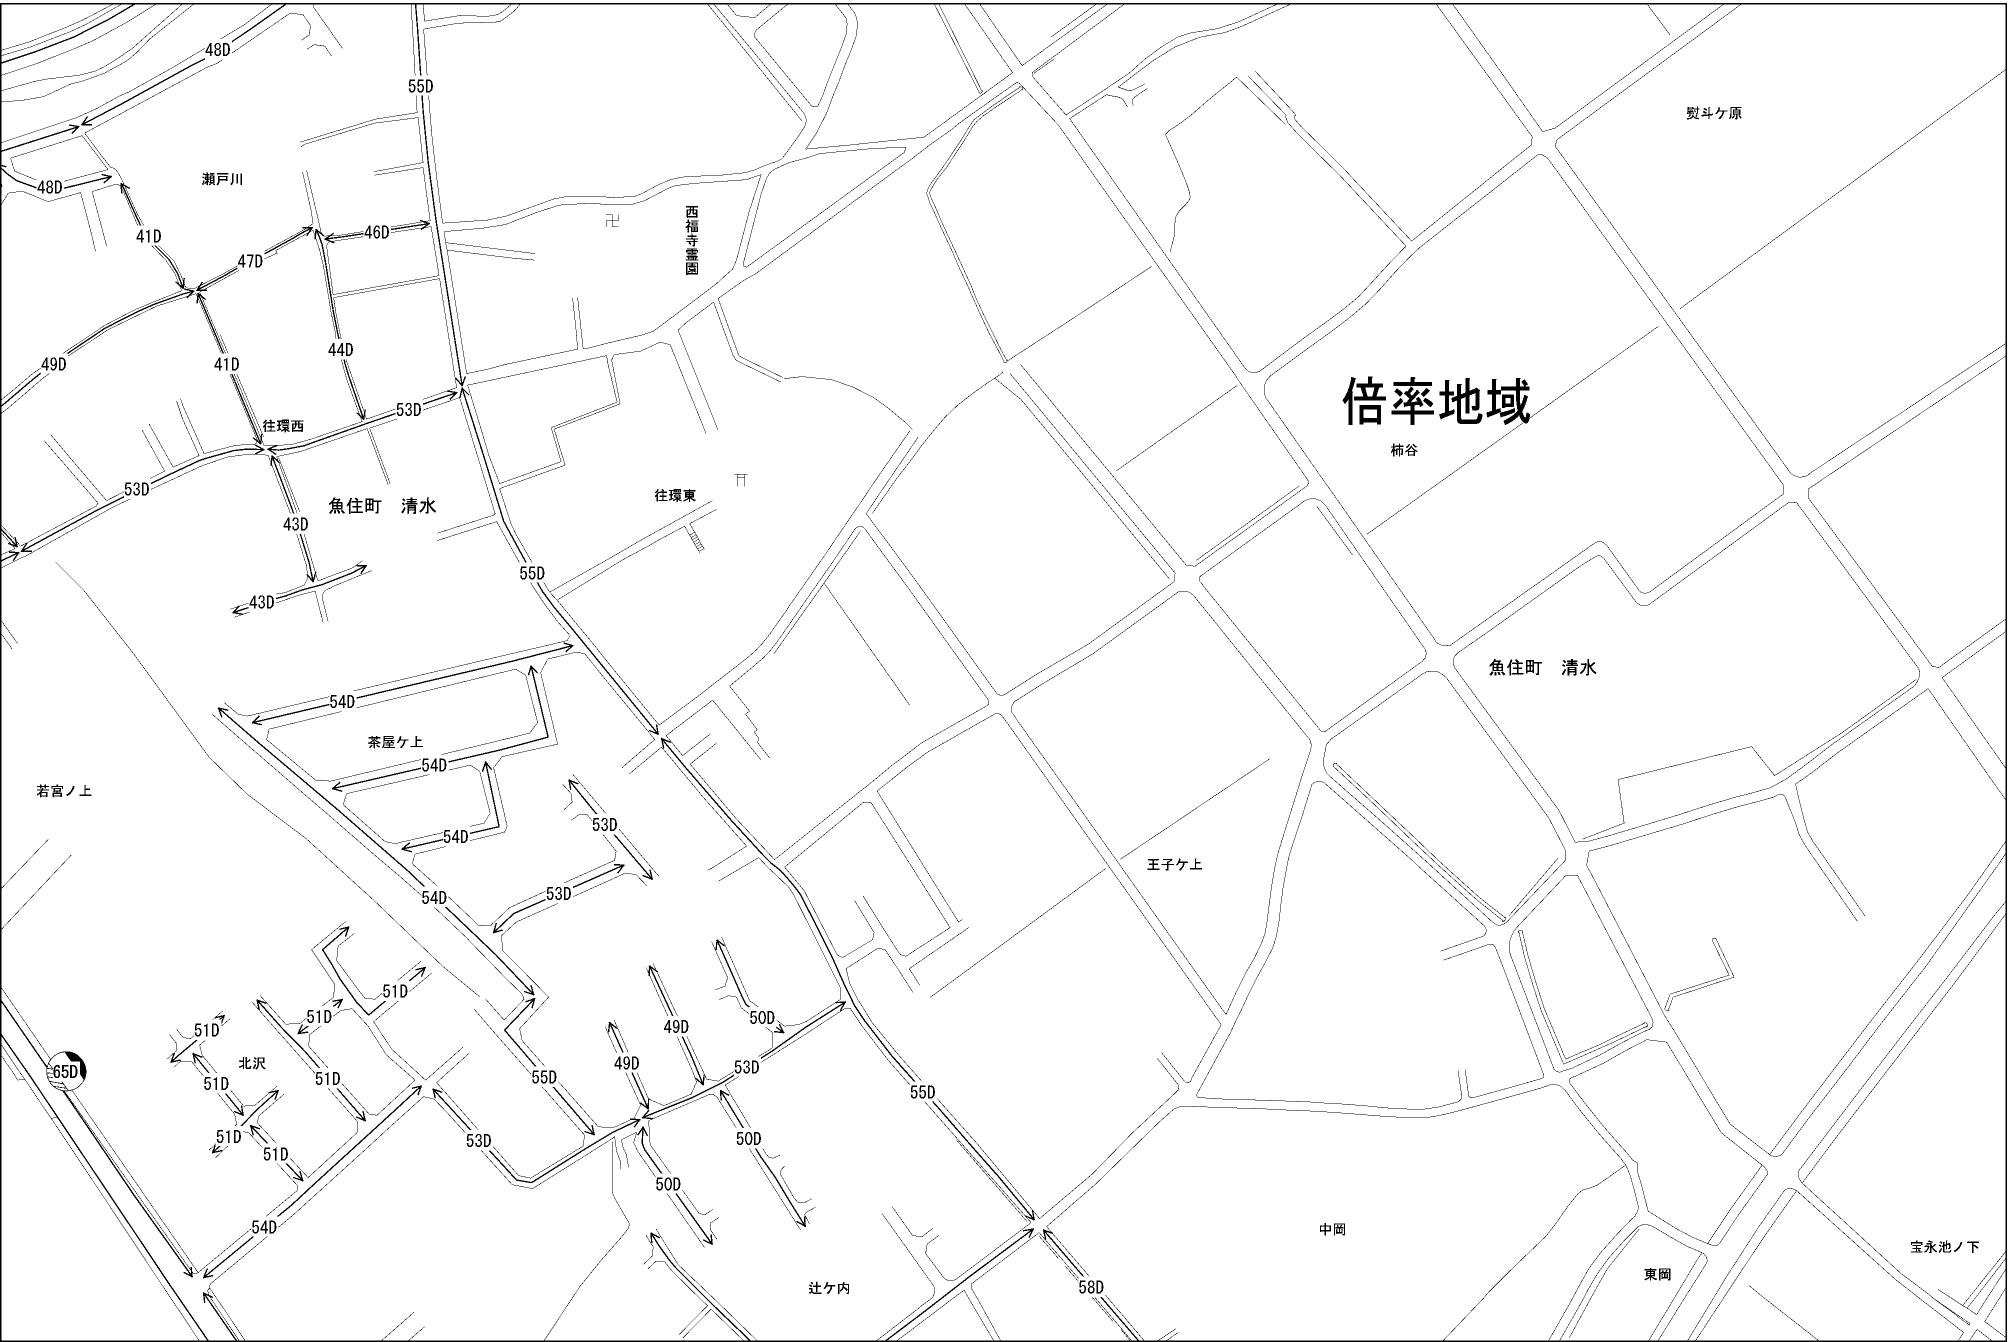 48D
55D
熨斗ケ原
瀬戸川
48D
41D
46D
西福寺霊園
47D
44D
49D
41D
53D
倍率地域
往環西
柿谷
53D
魚住町　清水
往環東
43D
55D
43D
魚住町　清水
54D
茶屋ケ上
54D
若宮ノ上
53D
54D
王子ケ上
53D
54D
51D
51D
50D
51D
49D
北沢
49D
53D
65D
51D
51D
55D
55D
51D
53D
50D
51D
50D
54D
中岡
宝永池ノ下
東岡
辻ケ内
58D